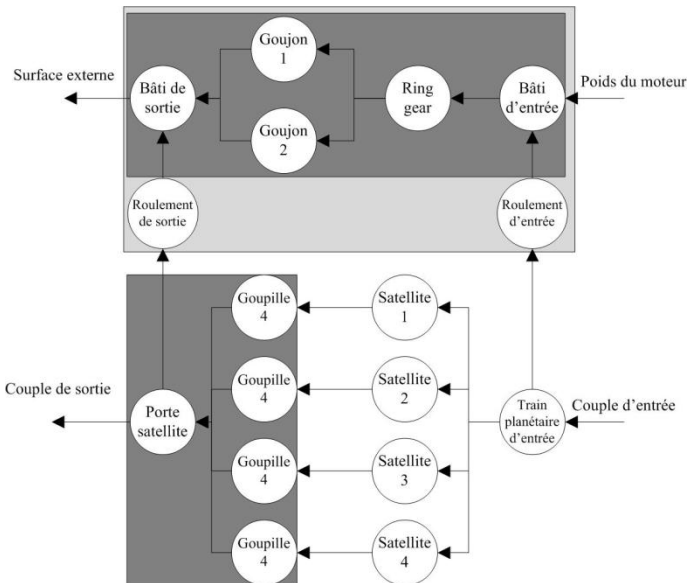 Surface externe
Bâti de
sortie
Goujon
1
Goujon
2
Ring
gear
Bâti
d'entrée
Poids du moteur
Roulement
de sortie
Roulement
d'entrée
Goupille
4
Satellite
1
Goupille
4
Satellite
2
Couple de sortie
Porte
satellite
Train
planétaire
d'entrée
Couple d'entrée
Goupille
4
Satellite
3
Goupille
4
Satellite
4